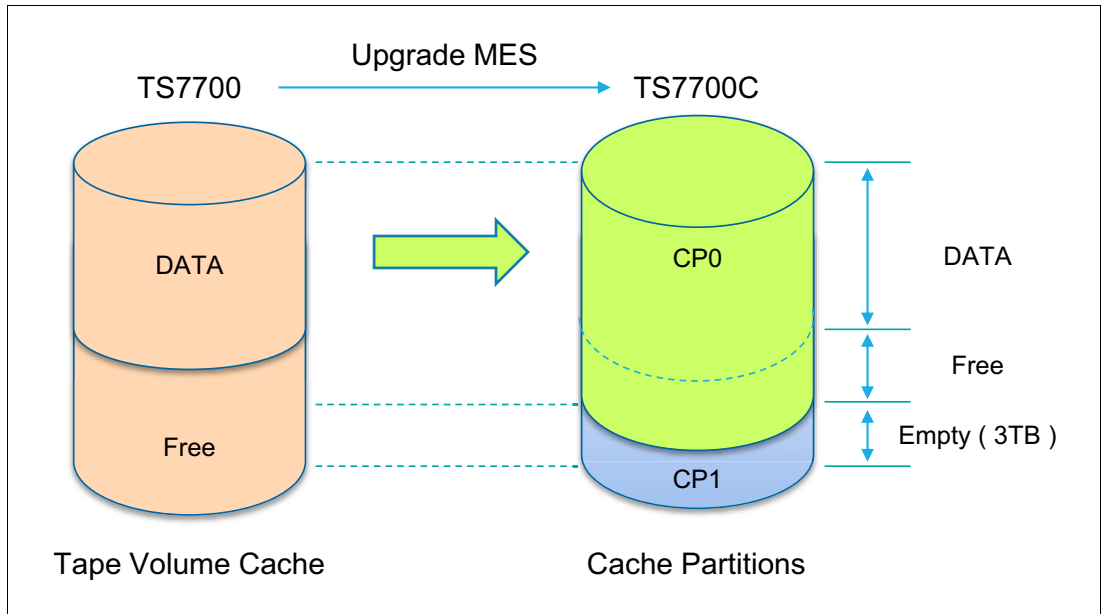 Upgrade MES
TS7700
TS7700C
DATA
CP0
DATA
Free
Free
Empty ( 3TB )
CP1
Tape Volume Cache
Cache Partitions